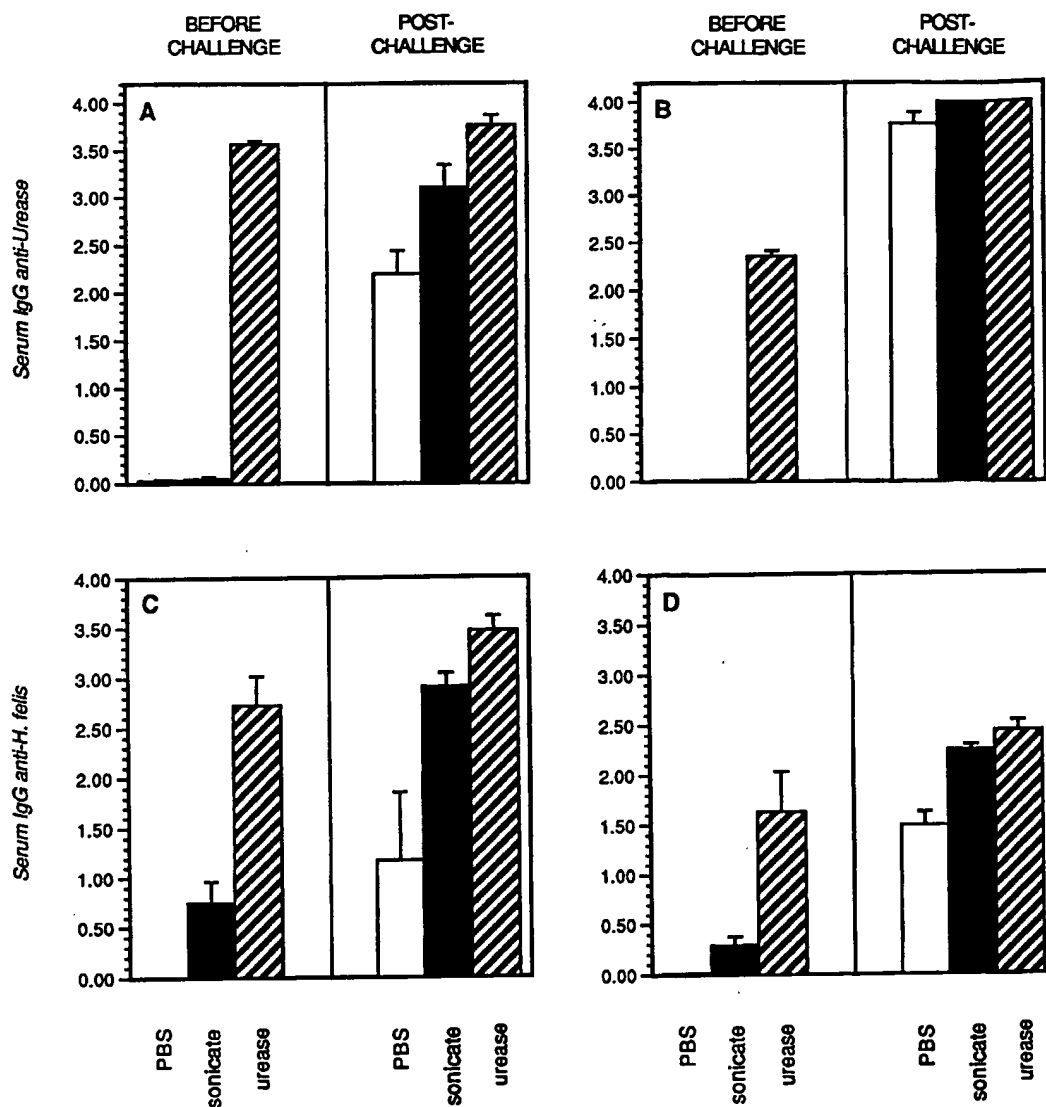 BEFORE CHALLENGE
POST-CHALLENGE
BEFORE CHALLENGE
POST-CHALLENGE
Serum IgG anti-Urease
A
4.00
3.50
3.00
2.50
2.00
1.50
1.00
0.50
0.00
B
4.00
3.50
3.00
2.50
2.00
1.50
1.00
0.50
0.00
Serum IgG anti-H. felis
C
4.00
3.50
3.00
2.50
2.00
1.50
1.00
0.50
0.00
D
4.00
3.50
3.00
2.50
2.00
1.50
1.00
0.50
0.00
PBS
sonicate
urease
PBS
sonicate
urease
PBS
sonicate
urease
PBS
sonicate
urease